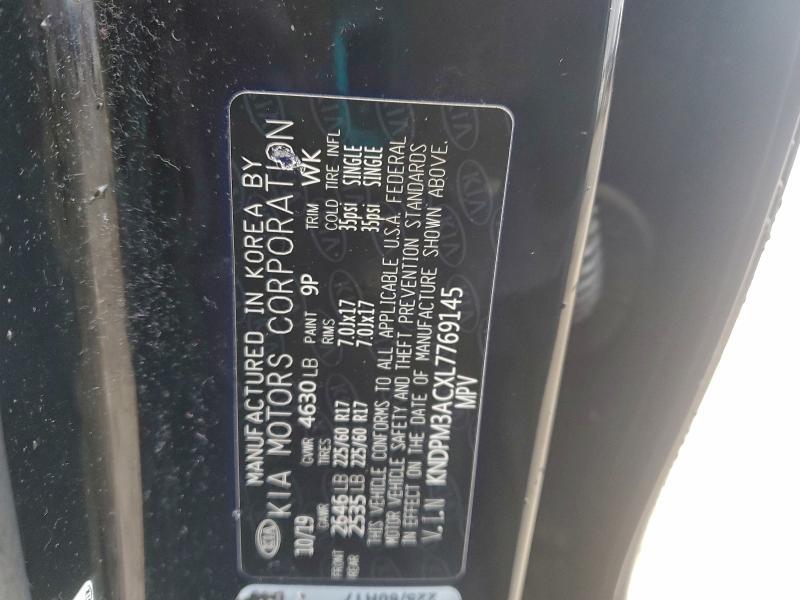 KIA MANUFACTURED IN KOREA BY
KIA MOTORS CORPORATION
10/19 GVWR 4630 LB PAINT 9P TRIM WK
GAWR TIRES RIMS COLD TIRE INFL
FRONT 2646 LB 225/60 R17 7.0Jx17 35psi SINGLE
REAR 2535 LB 225/60 R17 7.0Jx17 35psi SINGLE
THIS VEHICLE CONFORMS TO ALL APPLICABLE U.S.A. FEDERAL
MOTOR VEHICLE SAFETY AND THEFT PREVENTION STANDARDS
IN EFFECT ON THE DATE OF MANUFACTURE SHOWN ABOVE.
V.I.N KNDPM3ACXL7769145
MPV
225/60R17